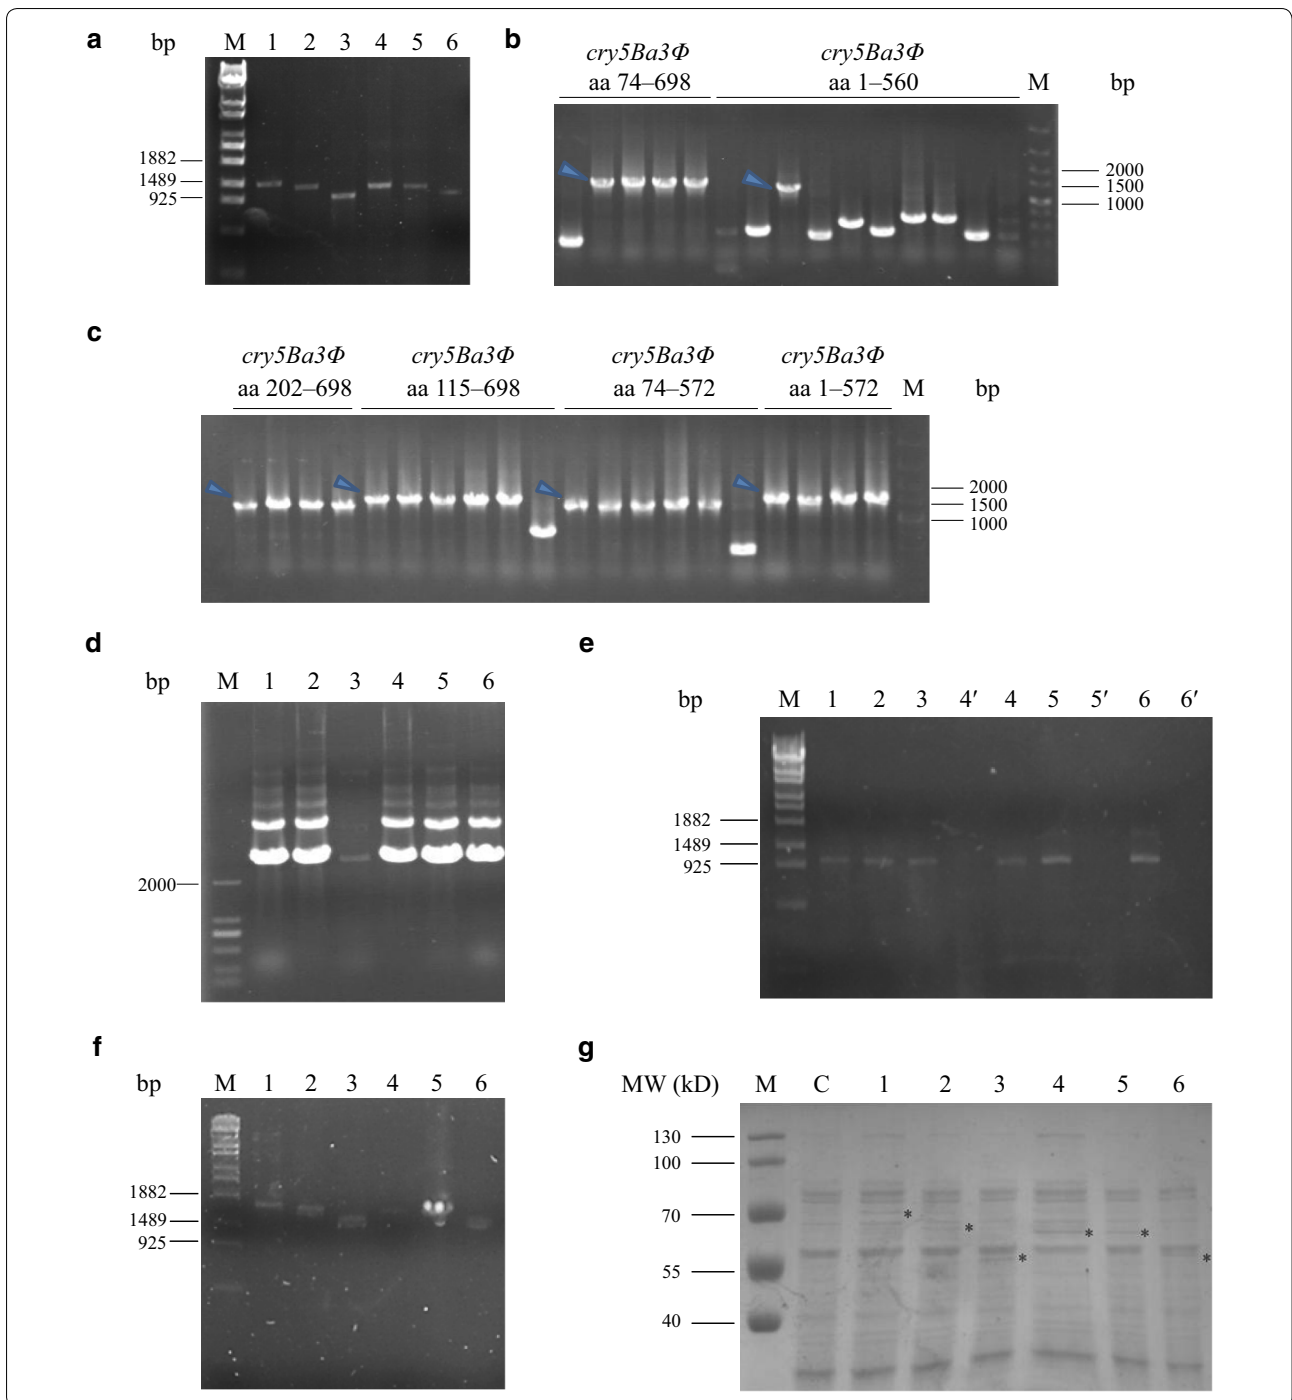 a
bp M 1 2 3 4 5 6
1882
1489
925
b
cry5Ba3Φ cry5Ba3Φ
aa 74–698 aa 1–560 M bp
2000
1500
1000
c
cry5Ba3Φ cry5Ba3Φ cry5Ba3Φ cry5Ba3Φ
aa 202–698 aa 115–698 aa 74–572 aa 1–572 M bp
2000
1500
1000
d
bp M 1 2 3 4 5 6
2000
e
bp M 1 2 3 4′ 4 5 5′ 6 6′
1882
1489
925
f
bp M 1 2 3 4 5 6
1882
1489
925
g
MW (kD) M C 1 2 3 4 5 6
130
100
70
*
*
* *
*
*
55
40